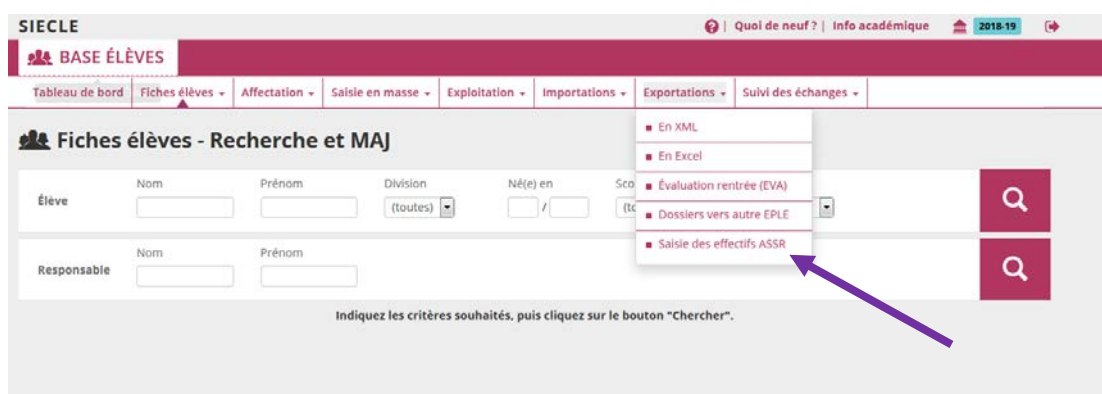 SIECLE
Quoi de neuf ? | Info académique 2018-19
BASE ÉLÈVES
Tableau de bord Fiches élèves Affectation Saisie en masse Exploitation Importations Exportations Suivi des échanges
En XML
En Excel
Évaluation rentrée (EVA)
Dossiers vers autre EPLE
Saisie des effectifs ASSR
Fiches élèves - Recherche et MAJ
Nom Prénom Division Né(e) en Sco
Élève (toutes) / (to
Nom Prénom
Responsable
Indiquez les critères souhaités, puis cliquez sur le bouton "Chercher".